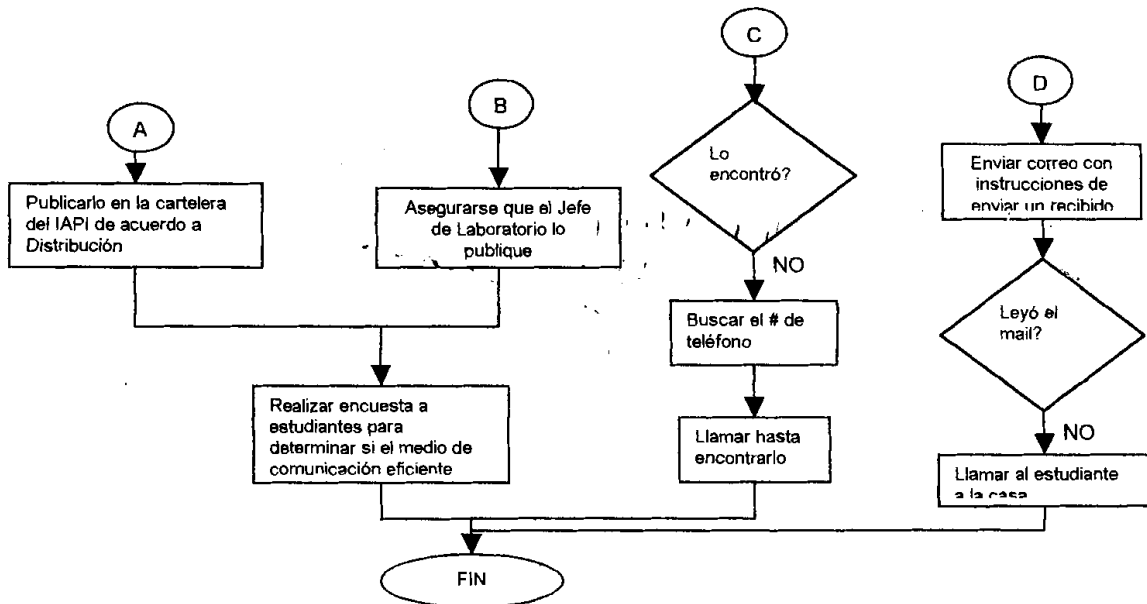 A
Publicarlo en la cartelera
del IAPI de acuerdo a
Distribución
B
Asegurarse que el Jefe
de Laboratorio lo
publique
Realizar encuesta a
estudiantes para
determinar si el medio de
comunicación eficiente
C
Lo
encontró?
NO
Buscar el # de
teléfono
Llamar hasta
encontrarlo
D
Enviar correo con
instrucciones de
enviar un recibido
Leyó el
mail?
NO
Llamar al estudiante
a la casa
FIN